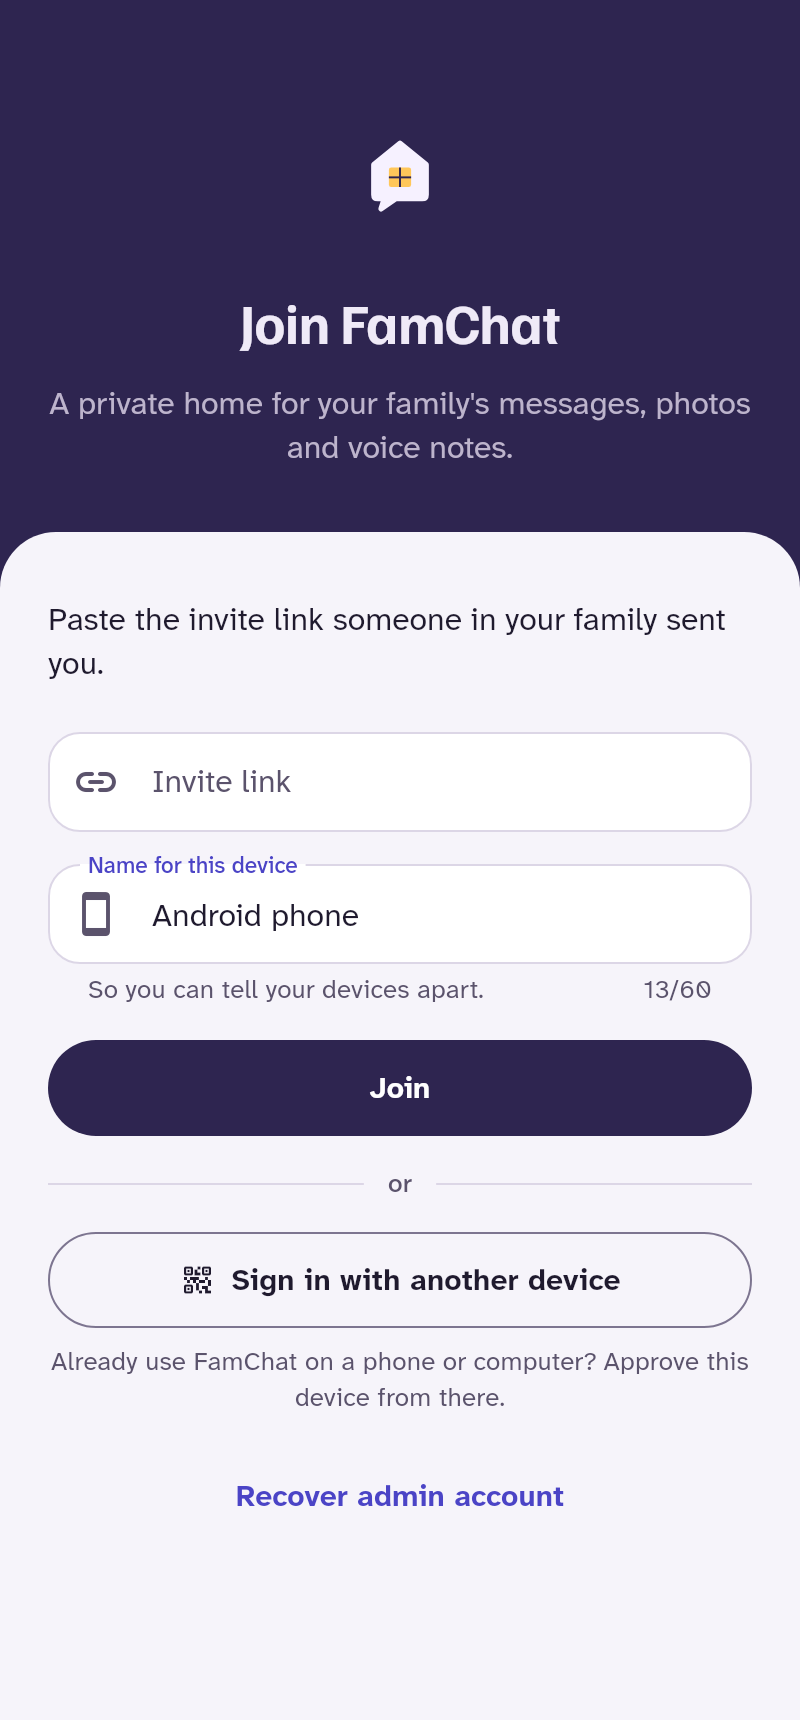 Join FamChat
A private home for your family's messages, photos
and voice notes.
Paste the invite link someone in your family sent
you.
Invite link
Name for this device
Android phone
So you can tell your devices apart. 13/60
Join
or
Sign in with another device
Already use FamChat on a phone or computer? Approve this
device from there.
Recover admin account